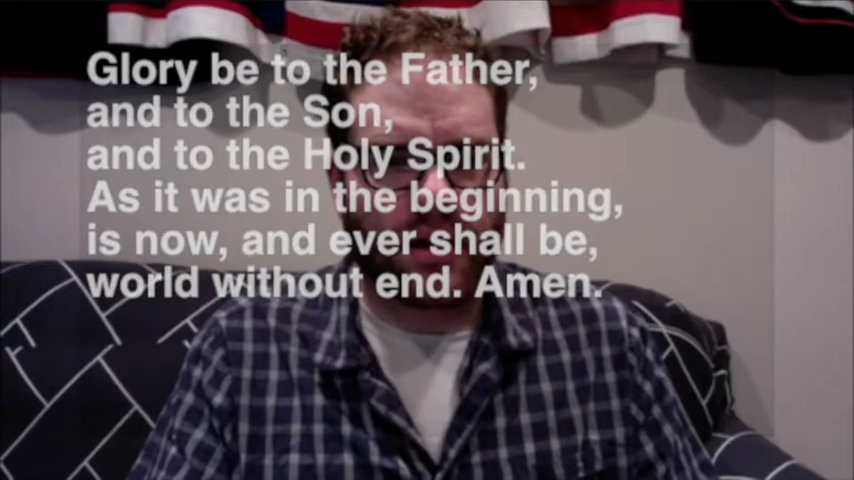 Glory be to the Father,
and to the Son,
and to the Holy Spirit.
As it was in the beginning,
is now, and ever shall be,
world without end. Amen.